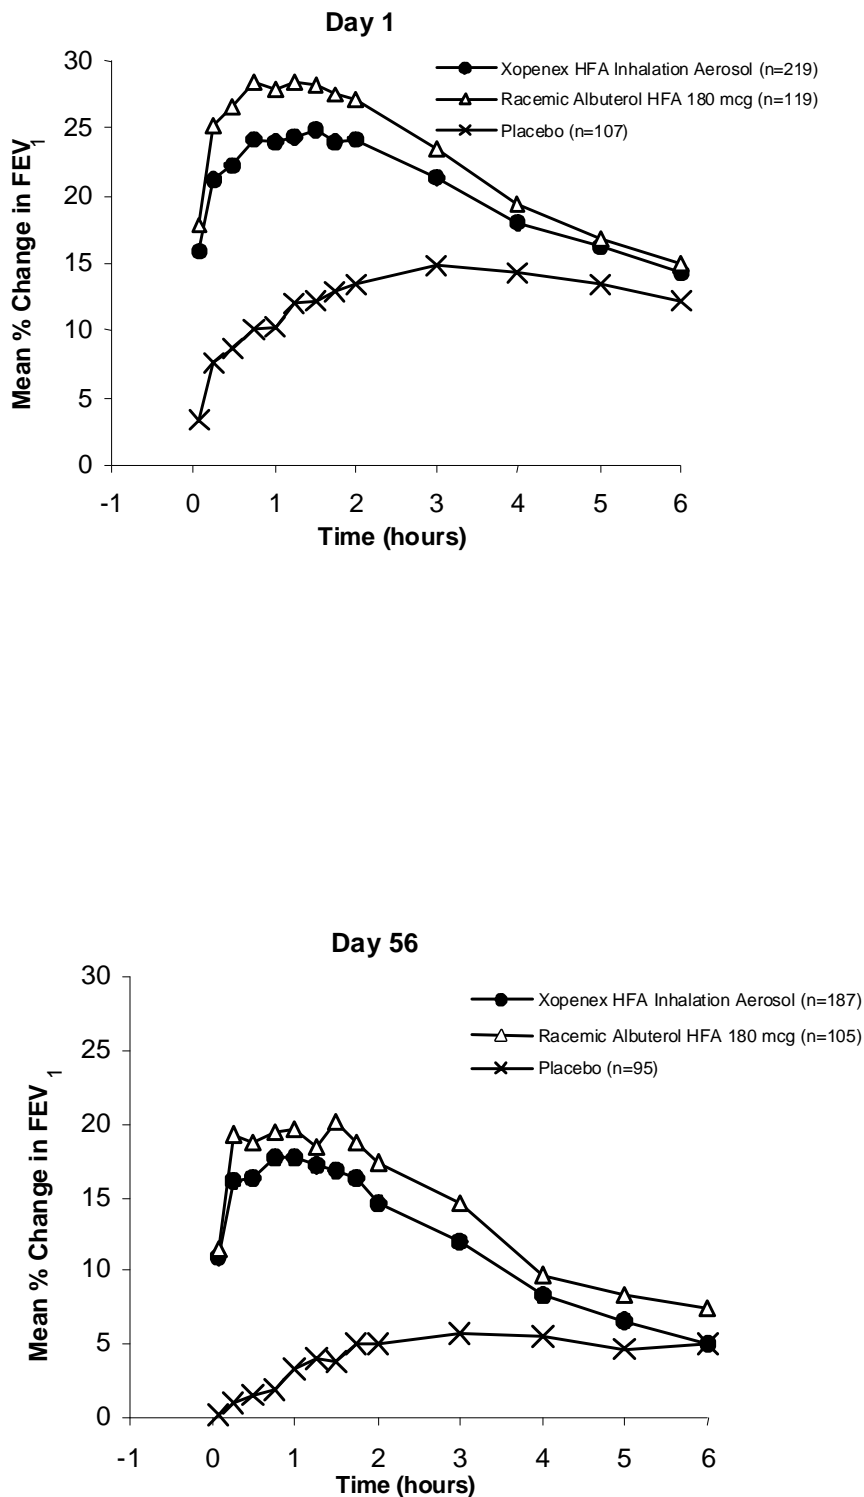 Day 1
30
25
20
15
10
5
0
Mean % Change in FEV1
Xopenex HFA Inhalation Aerosol (n=219)
Racemic Albuterol HFA 180 mcg (n=119)
Placebo (n=107)
-1 0 1 2 3 4 5 6
Time (hours)
Day 56
30
25
20
15
10
5
0
Mean % Change in FEV 1
Xopenex HFA Inhalation Aerosol (n=187)
Racemic Albuterol HFA 180 mcg (n=105)
Placebo (n=95)
-1 0 1 2 3 4 5 6
Time (hours)